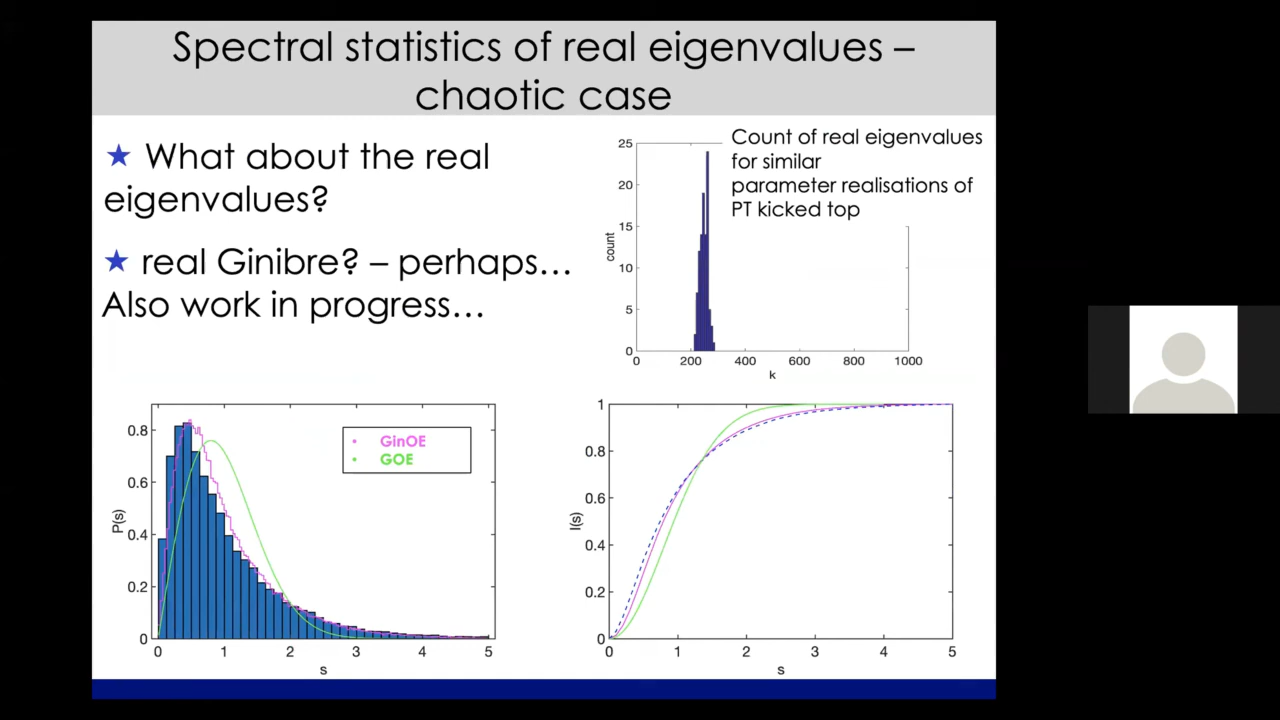 Spectral statistics of real eigenvalues –
chaotic case
★ What about the real
eigenvalues?
★ real Ginibre? – perhaps…
Also work in progress…
Count of real eigenvalues
for similar
parameter realisations of
PT kicked top
25
20
15
10
5
0
count
0 200 400 600 800 1000
k
0.8
0.6
0.4
0.2
0
P(s)
GinOE
GOE
0 1 2 3 4 5
s
1
0.8
0.6
0.4
0.2
0
I(s)
0 1 2 3 4 5
s